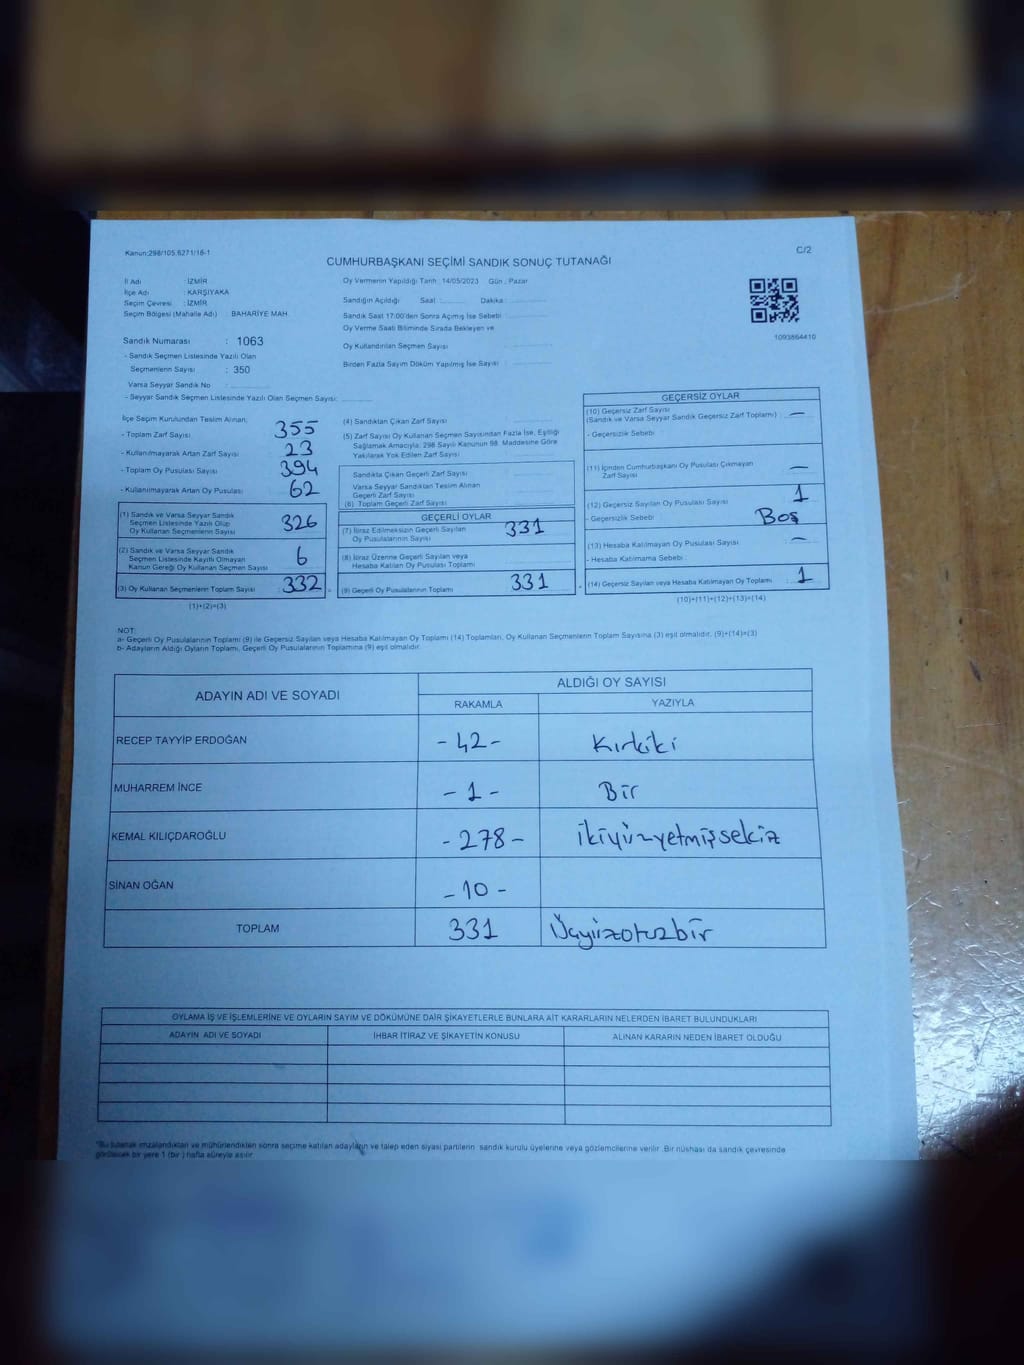 Kanun:298/105,6271/16-1
C/2
CUMHURBAŞKANI SEÇİMİ SANDIK SONUÇ TUTANAĞI
İl Adı : İZMİR
İlçe Adı : KARŞIYAKA
Seçim Çevresi : İZMİR
Seçim Bölgesi (Mahalle Adı) : BAHARİYE MAH.
Sandık Numarası : 1063
- Sandık Seçmen Listesinde Yazılı Olan
Seçmenlerin Sayısı : 350
Varsa Seyyar Sandık No :
- Seyyar Sandık Seçmen Listesinde Yazılı Olan Seçmen Sayısı:
Oy Vermenin Yapıldığı Tarih :14/05/2023 Gün : Pazar
Sandığın Açıldığı Saat : Dakika :
Sandık Saat 17:00'den Sonra Açımış İse Sebebi :
Oy Verme Saati Bitiminde Sırada Bekleyen ve
Oy Kullandırılan Seçmen Sayısı
Birden Fazla Sayım Döküm Yapılmış İse Sayısı :
1093864410
İlçe Seçim Kurulundan Teslim Alınan;
- Toplam Zarf Sayısı 355
- Kullanılmayarak Artan Zarf Sayısı 23
- Toplam Oy Pusulası Sayısı 394
- Kullanılmayarak Artan Oy Pusulası 62
(1) Sandık ve Varsa Seyyar Sandık
Seçmen Listesinde Yazılı Olup
Oy Kullanan Seçmenlerin Sayısı 326
(2) Sandık ve Varsa Seyyar Sandık
Seçmen Listesinde Kayıtlı Olmayan
Kanun Gereği Oy Kullanan Seçmen Sayısı 6
(3) Oy Kullanan Seçmenlerin Toplam Sayısı 332
(1)+(2)=(3)
(4) Sandıktan Çıkan Zarf Sayısı
(5) Zarf Sayısı Oy Kullanan Seçmen Sayısından Fazla İse, Eşitliği
Sağlamak Amacıyla, 298 Sayılı Kanunun 98. Maddesine Göre
Yakılarak Yok Edilen Zarf Sayısı
Sandıkta Çıkan Geçerli Zarf Sayısı
Varsa Seyyar Sandıktan Teslim Alınan
Geçerli Zarf Sayısı
(6) Toplam Geçerli Zarf Sayısı
GEÇERLİ OYLAR
(7) İtiraz Edilmeksizin Geçerli Sayılan
Oy Pusulalarının Sayısı 331
(8) İtiraz Üzerine Geçerli Sayılan veya
Hesaba Katılan Oy Pusulası Toplamı
(9) Geçerli Oy Pusulalarının Toplamı 331
GEÇERSİZ OYLAR
(10) Geçersiz Zarf Sayısı
(Sandık ve Varsa Seyyar Sandık Geçersiz Zarf Toplamı) : —
- Geçersizlik Sebebi
(11) İçinden Cumhurbaşkanı Oy Pusulası Çıkmayan
Zarf Sayısı —
(12) Geçersiz Sayılan Oy Pusulası Sayısı 1
- Geçersizlik Sebebi : Boş
(13) Hesaba Katılmayan Oy Pusulası Sayısı —
- Hesaba Katılmama Sebebi :
(14) Geçersiz Sayılan veya Hesaba Katılmayan Oy Toplamı : 1
(10)+(11)+(12)+(13)=(14)
NOT:
a- Geçerli Oy Pusulalarının Toplamı (9) ile Geçersiz Sayılan veya Hesaba Katılmayan Oy Toplamı (14) Toplamları, Oy Kullanan Seçmenlerin Toplam Sayısına (3) eşit olmalıdır. (9)+(14)=(3)
b- Adayların Aldığı Oyların Toplamı, Geçerli Oy Pusulalarının Toplamına (9) eşit olmalıdır.
ADAYIN ADI VE SOYADI
ALDIĞI OY SAYISI
RAKAMLA YAZIYLA
RECEP TAYYİP ERDOĞAN -42- Kırkiki
MUHARREM İNCE -1- Bir
KEMAL KILIÇDAROĞLU -278- ikiyüzyetmişsekiz
SİNAN OĞAN -10-
TOPLAM 331 Üçyüzotuzbir
OYLAMA İŞ VE İŞLEMLERİNE VE OYLARIN SAYIM VE DÖKÜMÜNE DAİR ŞİKAYETLERLE BUNLARA AİT KARARLARIN NELERDEN İBARET BULUNDUKLARI
ADAYIN ADI VE SOYADI İHBAR İTİRAZ VE ŞİKAYETİN KONUSU ALINAN KARARIN NEDEN İBARET OLDUĞU
*Bu tutanak imzalandıktan ve mühürlendikten sonra seçime katılan adayların ve talep eden siyasi partilerin sandık kurulu üyelerine veya gözlemcilerine verilir. Bir nüshası da sandık çevresinde
görülecek bir yere 1 (bir) hafta süreyle asılır.